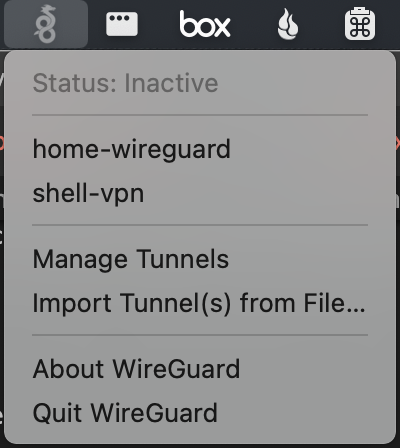 box
Status: Inactive
home-wireguard
shell-vpn
Manage Tunnels
Import Tunnel(s) from File...
About WireGuard
Quit WireGuard